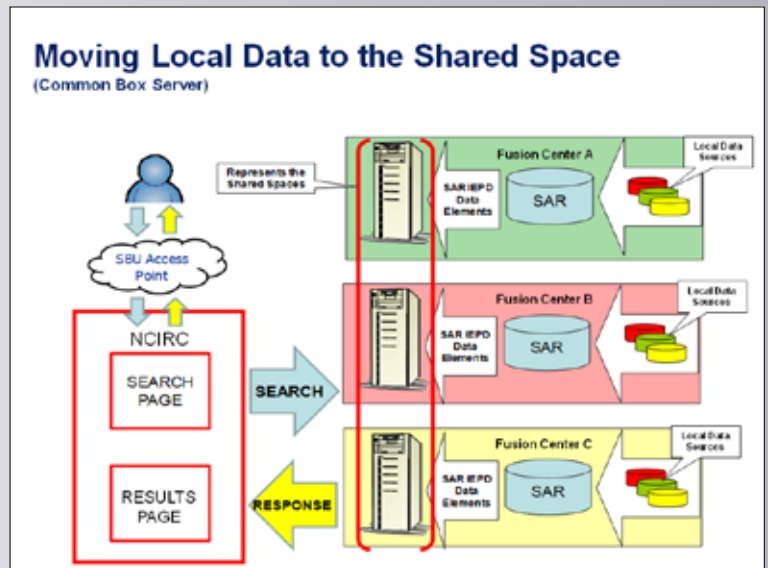 Moving Local Data to the Shared Space
(Common Box Server)
Represents the
Shared Spaces
SBU Access
Point
NCIRC
SEARCH
PAGE
RESULTS
PAGE
SEARCH
RESPONSE
Fusion Center A
SAR IEPD
Data
Elements
SAR
Local Data
Sources
Fusion Center B
SAR IEPD
Data
Elements
SAR
Local Data
Sources
Fusion Center C
SAR IEPD
Data
Elements
SAR
Local Data
Sources